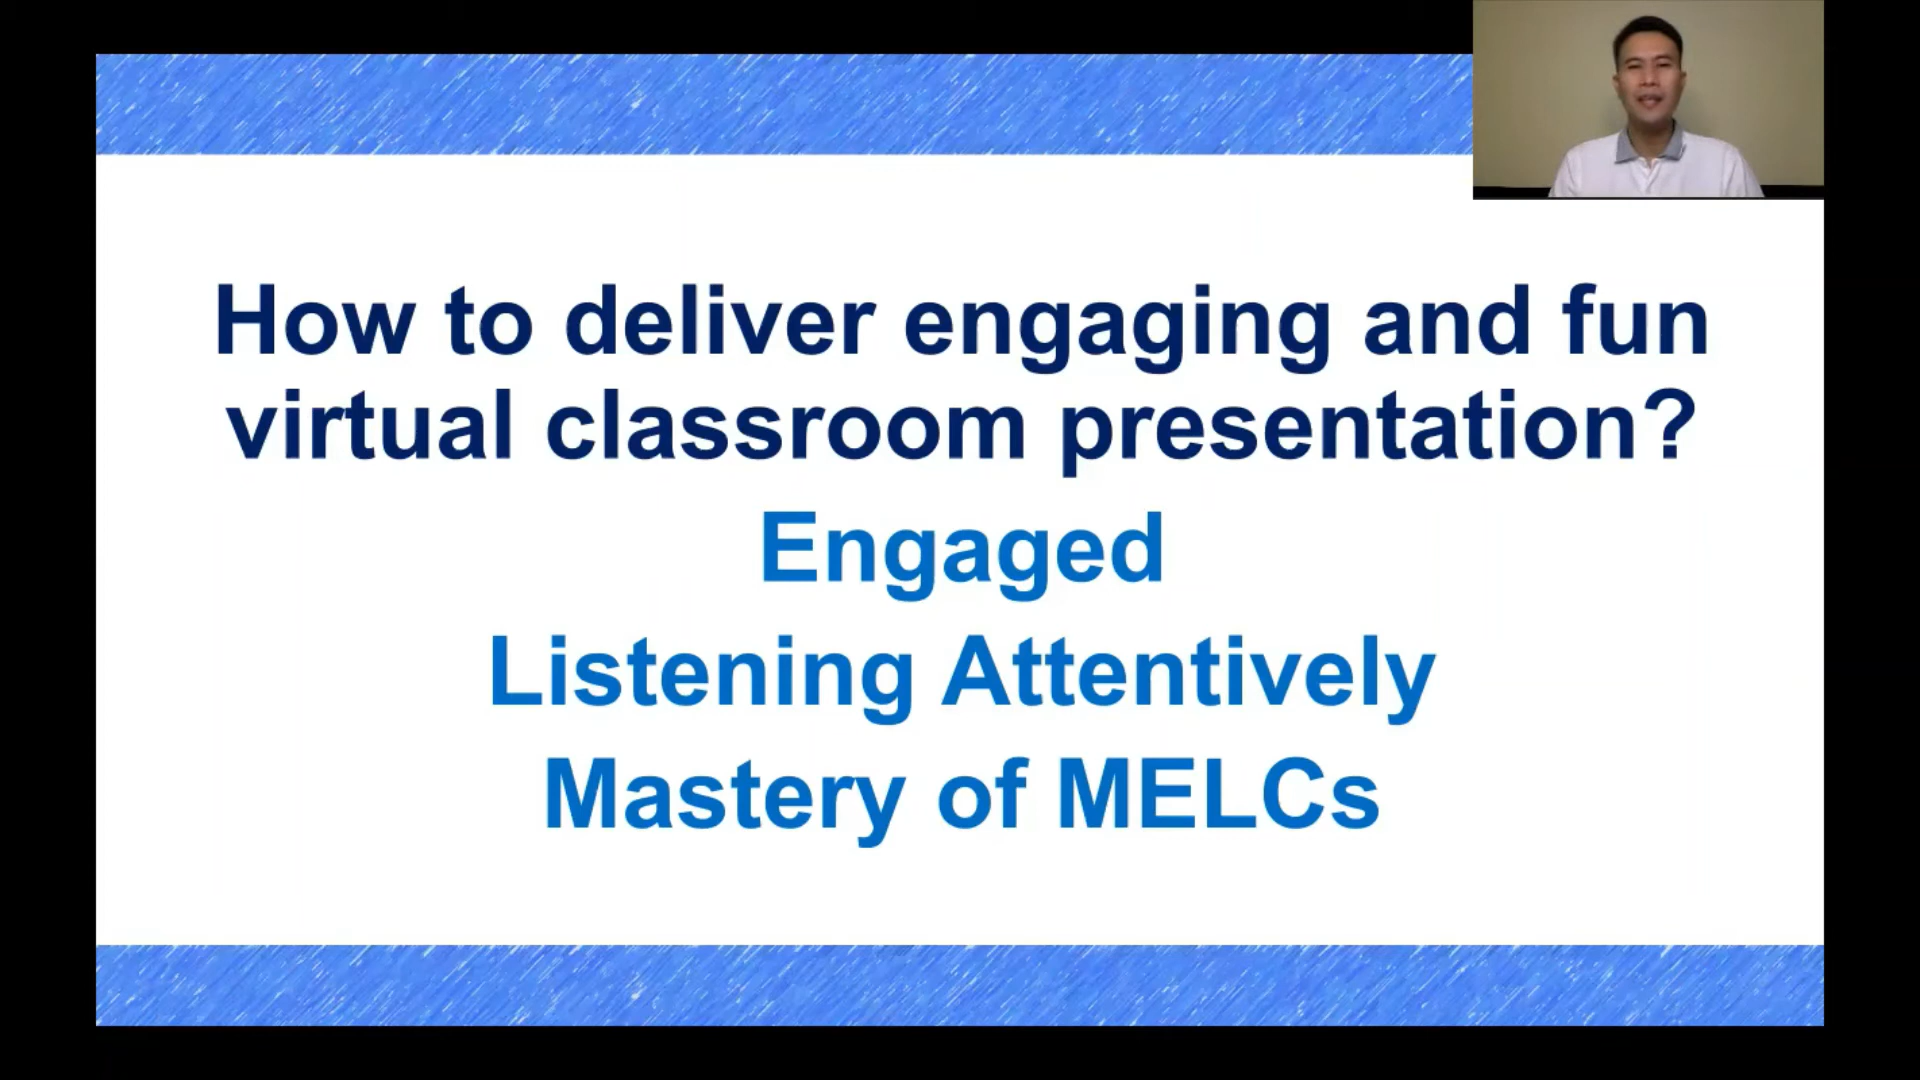 How to deliver engaging and fun
virtual classroom presentation?
Engaged
Listening Attentively
Mastery of MELCs